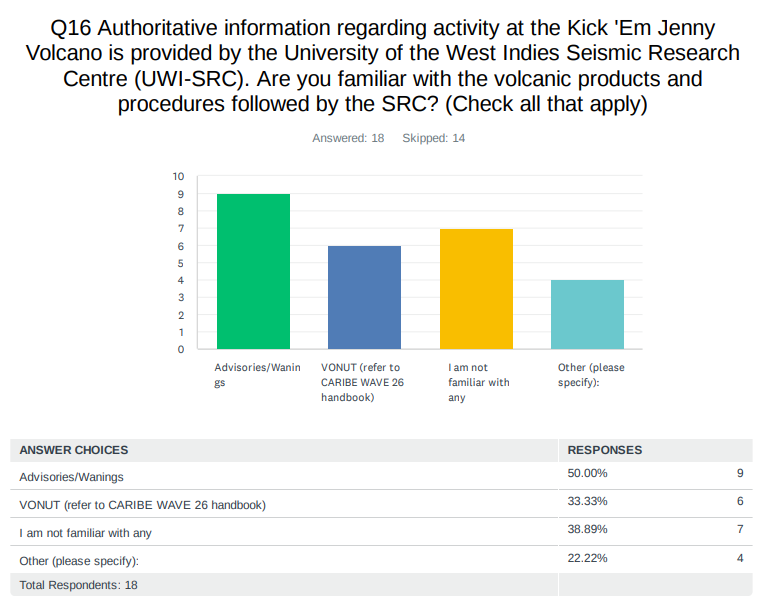 Q16 Authoritative information regarding activity at the Kick 'Em Jenny
Volcano is provided by the University of the West Indies Seismic Research
Centre (UWI-SRC). Are you familiar with the volcanic products and
procedures followed by the SRC? (Check all that apply)
Answered: 18 Skipped: 14
10
9
8
7
6
5
4
3
2
1
0
Advisories/Wanin
gs
VONUT (refer to
CARIBE WAVE 26
handbook)
I am not
familiar with
any
Other (please
specify):
ANSWER CHOICES RESPONSES
Advisories/Wanings 50.00% 9
VONUT (refer to CARIBE WAVE 26 handbook) 33.33% 6
I am not familiar with any 38.89% 7
Other (please specify): 22.22% 4
Total Respondents: 18